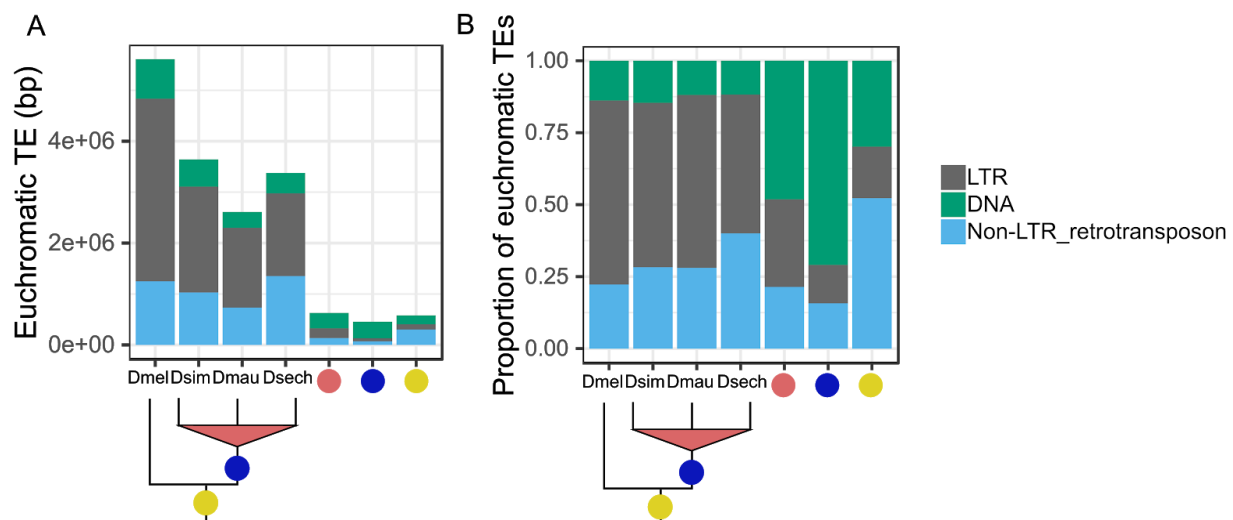 A
Euchromatic TE (bp)
4e+06
2e+06
0e+00
Dmel Dsim Dmau Dsech
B
Proportion of euchromatic TEs
1.00
0.75
0.50
0.25
0.00
Dmel Dsim Dmau Dsech
LTR
DNA
Non-LTR_retrotransposon